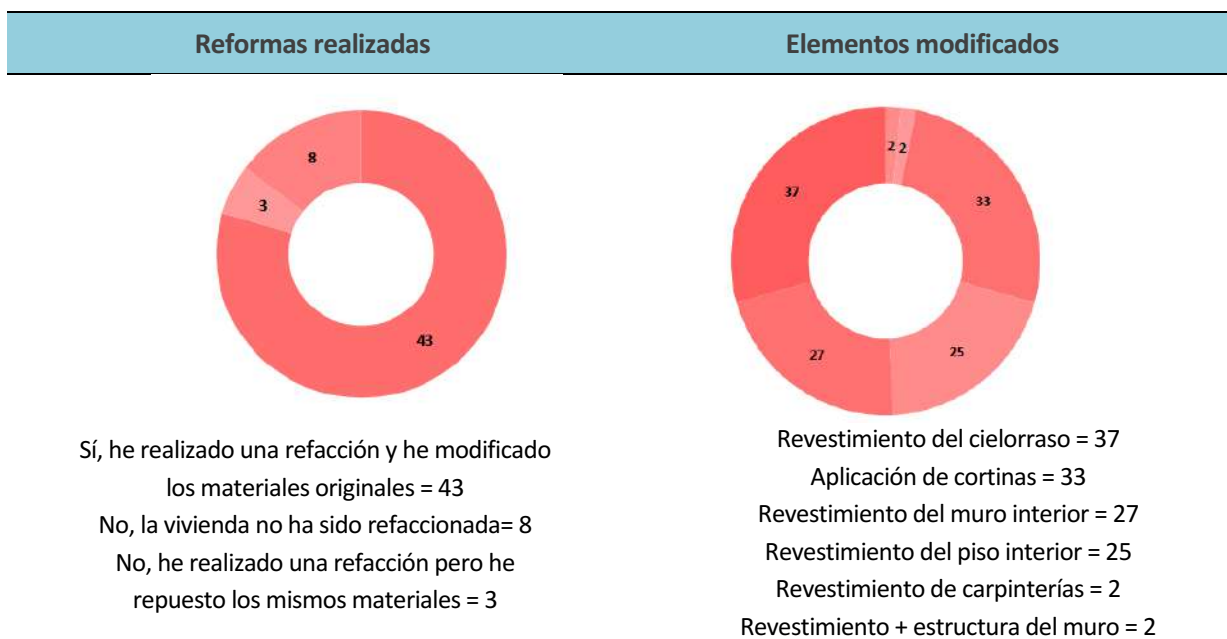 Reformas realizadas
Elementos modificados
8
3
43
2 2
37
33
27
25
Sí, he realizado una refacción y he modificado
los materiales originales = 43
No, la vivienda no ha sido refaccionada= 8
No, he realizado una refacción pero he
repuesto los mismos materiales = 3
Revestimiento del cielorraso = 37
Aplicación de cortinas = 33
Revestimiento del muro interior = 27
Revestimiento del piso interior = 25
Revestimiento de carpinterías = 2
Revestimiento + estructura del muro = 2